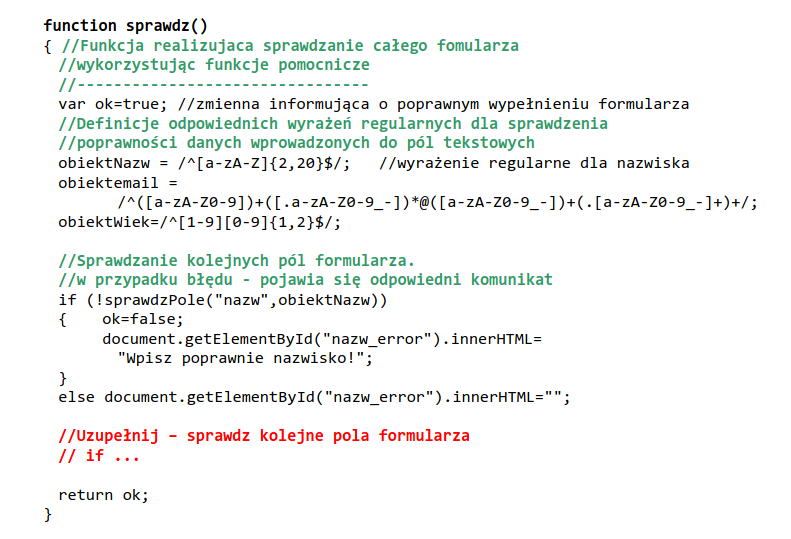 function sprawdz()
{ //Funkcja realizujaca sprawdzanie całego fomularza
//wykorzystując funkcje pomocnicze
//--------------------------------
var ok=true; //zmienna informująca o poprawnym wypełnieniu formularza
//Definicje odpowiednich wyrażeń regularnych dla sprawdzenia
//poprawności danych wprowadzonych do pól tekstowych
obiektNazw = /^[a-zA-Z]{2,20}$/;   //wyrażenie regularne dla nazwiska
obiektemail =
/^([a-zA-Z0-9])+([.a-zA-Z0-9_-])*@([a-zA-Z0-9_-])+(.[a-zA-Z0-9_-]+)+/;
obiektWiek=/^[1-9][0-9]{1,2}$/;
//Sprawdzanie kolejnych pól formularza.
//w przypadku błędu - pojawia się odpowiedni komunikat
if (!sprawdzPole("nazw",obiektNazw))
{    ok=false;
document.getElementById("nazw_error").innerHTML=
"Wpisz poprawnie nazwisko!";
}
else document.getElementById("nazw_error").innerHTML="";
//Uzupełnij – sprawdz kolejne pola formularza
// if ...
return ok;
}